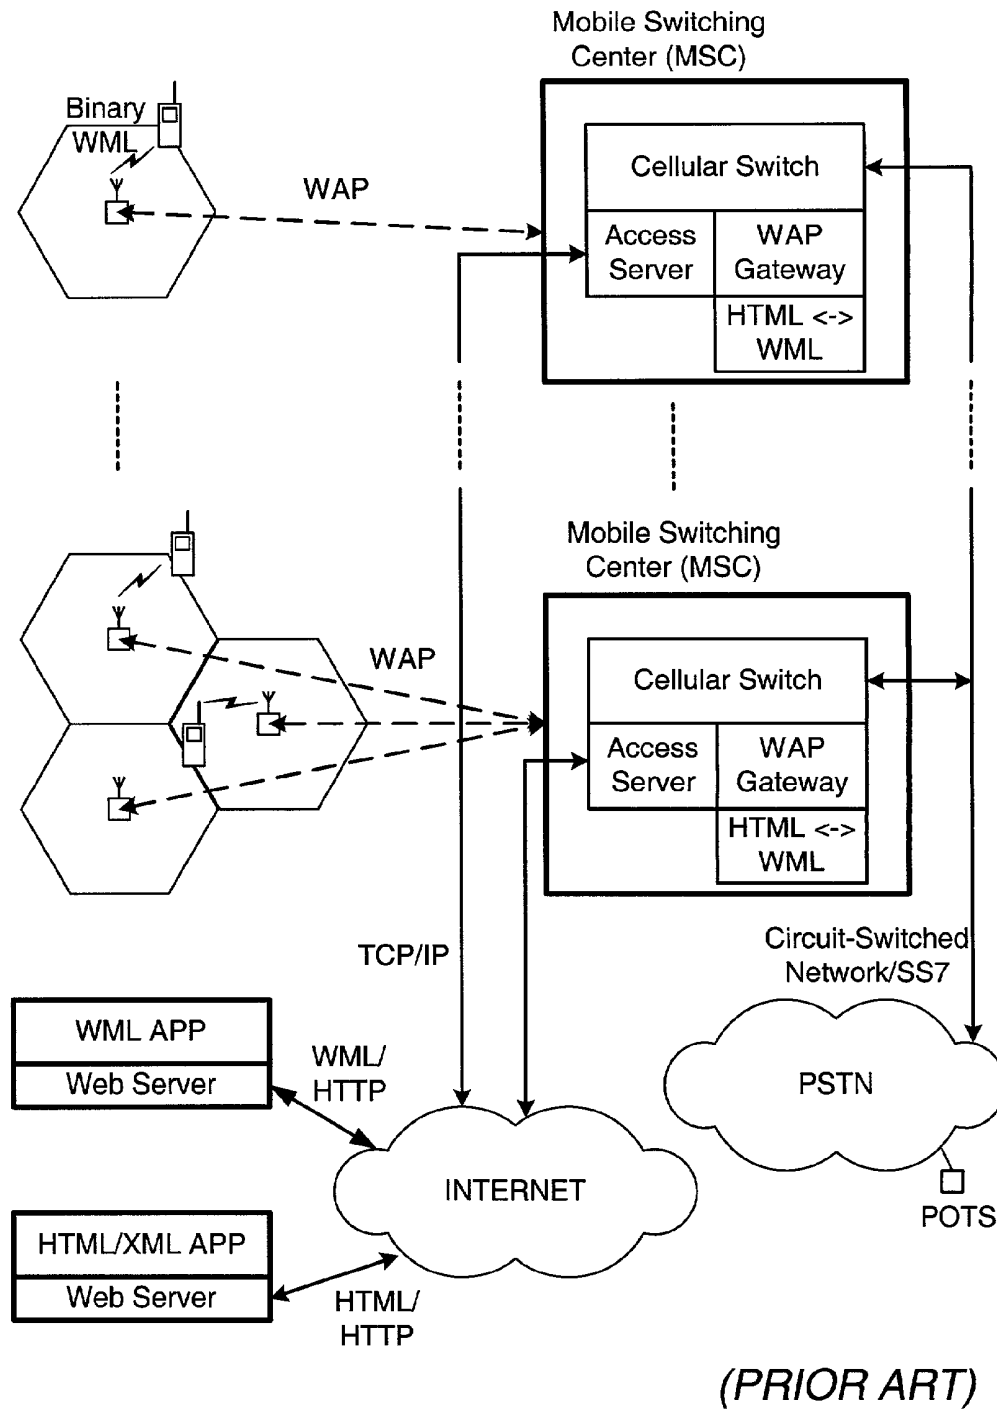 Mobile Switching
Center (MSC)
Binary
WML
WAP
Cellular Switch
Access
Server
WAP
Gateway
HTML <->
WML
Mobile Switching
Center (MSC)
WAP
Cellular Switch
Access
Server
WAP
Gateway
HTML <->
WML
TCP/IP
Circuit-Switched
Network/SS7
WML APP
Web Server
WML/
HTTP
PSTN
INTERNET
POTS
HTML/XML APP
Web Server
HTML/
HTTP
(PRIOR ART)